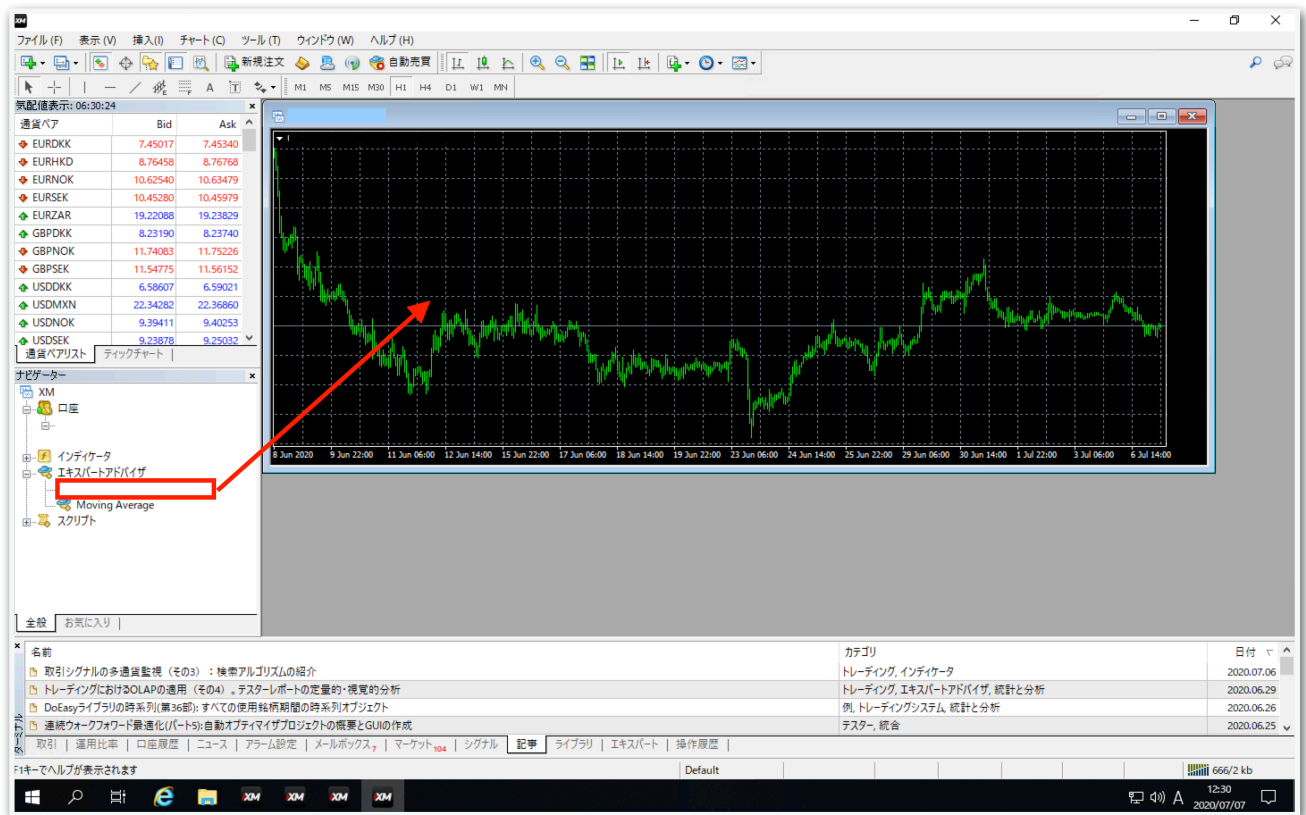 XM
ファイル (F) 表示 (V) 挿入(I) チャート (C) ツール (T) ウィンドウ (W) ヘルプ (H)
新規注文 自動売買
A T M1 M5 M15 M30 H1 H4 D1 W1 MN
気配値表示: 06:30:24
通貨ペア Bid Ask
EURDKK 7.45017 7.45340
EURHKD 8.76458 8.76768
EURNOK 10.62540 10.63479
EURSEK 10.45280 10.45979
EURZAR 19.22088 19.23829
GBPDKK 8.23190 8.23740
GBPNOK 11.74083 11.75226
GBPSEK 11.54775 11.56152
USDDKK 6.58607 6.59021
USDMXN 22.34282 22.36860
USDNOK 9.39411 9.40253
USDSEK 9.23878 9.25032
通貨ペアリスト ティックチャート
8 Jun 2020 9 Jun 22:00 11 Jun 06:00 12 Jun 14:00 15 Jun 22:00 17 Jun 06:00 18 Jun 14:00 19 Jun 22:00 23 Jun 06:00 24 Jun 14:00 25 Jun 22:00 29 Jun 06:00 30 Jun 14:00 1 Jul 22:00 3 Jul 06:00 6 Jul 14:00
ナビゲーター
XM
口座
インディケータ
エキスパートアドバイザ
Moving Average
スクリプト
全般 お気に入り
名前 カテゴリ 日付
取引シグナルの多通貨監視（その3）：検索アルゴリズムの紹介 トレーディング, インディケータ 2020.07.06
トレーディングにおけるOLAPの適用（その4）。テスターレポートの定量的・視覚的分析 トレーディング, エキスパートアドバイザ, 統計と分析 2020.06.29
DoEasyライブラリの時系列(第36部): すべての使用銘柄期間の時系列オブジェクト 例, トレーディングシステム, 統計と分析 2020.06.26
連続ウォークフォワード最適化(パート5):自動オプティマイザプロジェクトの概要とGUIの作成 テスター, 統合 2020.06.25
ターミナル
取引 運用比率 口座履歴 ニュース アラーム設定 メールボックス7 マーケット104 シグナル 記事 ライブラリ エキスパート 操作履歴
F1キーでヘルプが表示されます Default 666/2 kb
XM XM XM XM A 12:30
2020/07/07